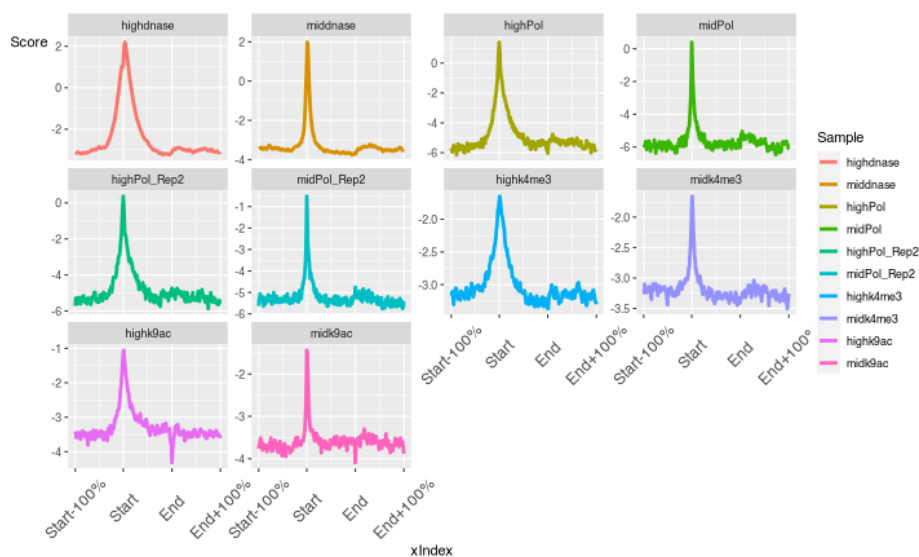 highdnase middnase highPol midPol
Score
2
0
-2
2
0
-2
-4
0
-2
-4
-6
0
-2
-4
-6
highPol_Rep2 midPol_Rep2 highk4me3 midk4me3
0
-2
-4
-6
-1
-2
-3
-4
-5
-6
-2.0
-2.5
-3.0
-2.0
-2.5
-3.0
-3.5
highk9ac midk9ac
-1
-2
-3
-4
-2
-3
-4
Start-100% Start End End+100%
Start-100% Start End End+100%
Start-100% Start End End+100%
Start-100% Start End End+100°
xIndex
Sample
highdnase
middnase
highPol
midPol
highPol_Rep2
midPol_Rep2
highk4me3
midk4me3
highk9ac
midk9ac